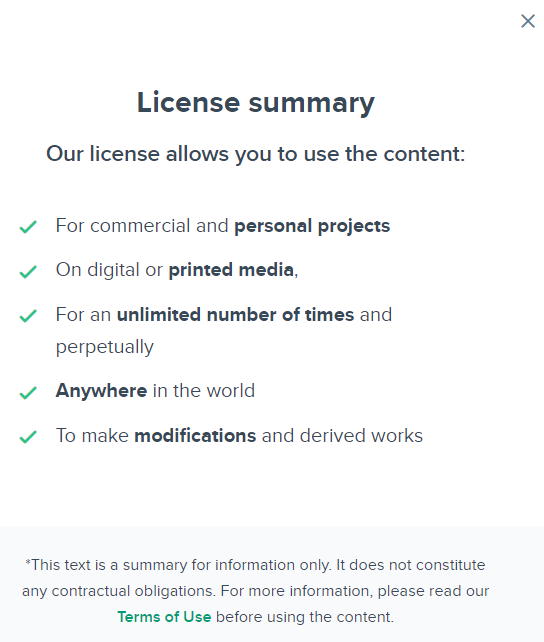 License summary
Our license allows you to use the content:
For commercial and personal projects
On digital or printed media,
For an unlimited number of times and
perpetually
Anywhere in the world
To make modifications and derived works
*This text is a summary for information only. It does not constitute
any contractual obligations. For more information, please read our
Terms of Use before using the content.